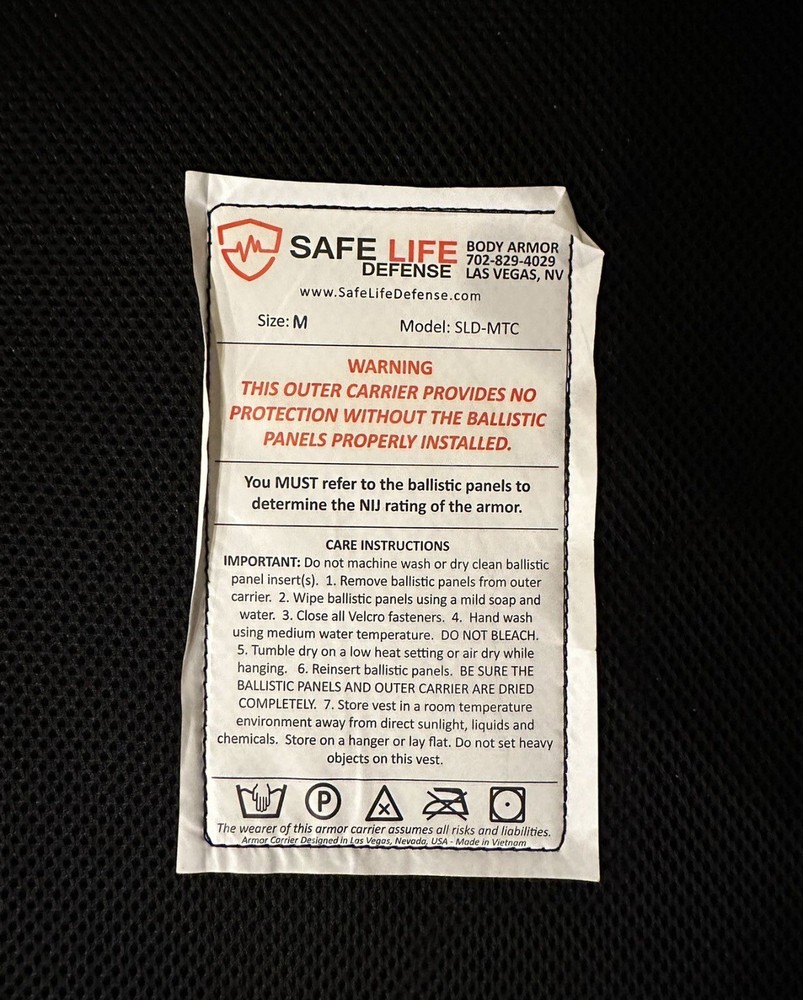 SAFE LIFE DEFENSE
BODY ARMOR
702-829-4029
LAS VEGAS, NV
www.SafeLifeDefense.com
Size: M Model: SLD-MTC
WARNING
THIS OUTER CARRIER PROVIDES NO
PROTECTION WITHOUT THE BALLISTIC
PANELS PROPERLY INSTALLED.
You MUST refer to the ballistic panels to
determine the NIJ rating of the armor.
CARE INSTRUCTIONS
IMPORTANT: Do not machine wash or dry clean ballistic
panel insert(s). 1. Remove ballistic panels from outer
carrier. 2. Wipe ballistic panels using a mild soap and
water. 3. Close all Velcro fasteners. 4. Hand wash
using medium water temperature. DO NOT BLEACH.
5. Tumble dry on a low heat setting or air dry while
hanging. 6. Reinsert ballistic panels. BE SURE THE
BALLISTIC PANELS AND OUTER CARRIER ARE DRIED
COMPLETELY. 7. Store vest in a room temperature
environment away from direct sunlight, liquids and
chemicals. Store on a hanger or lay flat. Do not set heavy
objects on this vest.
P
The wearer of this armor carrier assumes all risks and liabilities.
Armor Carrier Designed in Las Vegas, Nevada, USA - Made in Vietnam